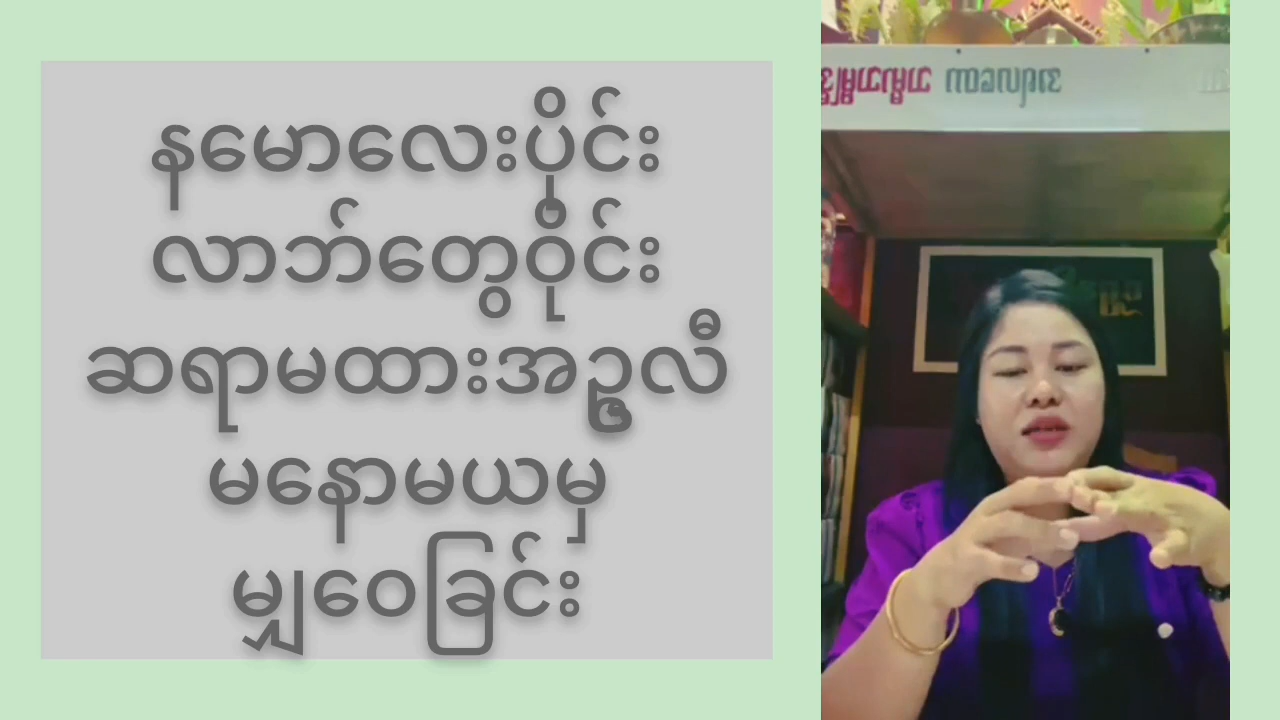 နမောလေးပိုင်း
လာဘ်တွေဝိုင်း
ဆရာမထားအဥ္ဇလီ
မနောမယမှ
မျှဝေခြင်း